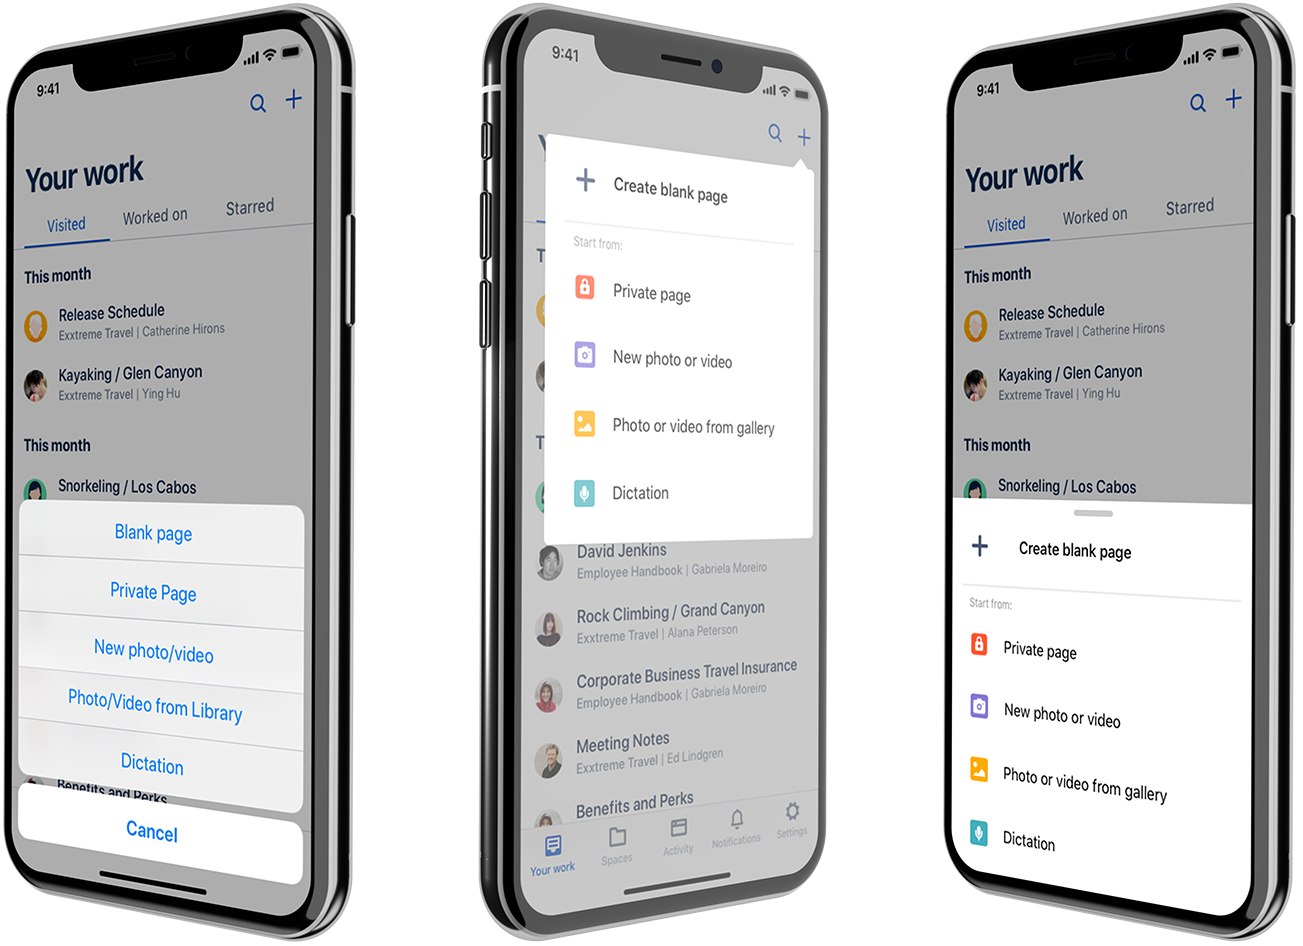 9:41
Your work
Visited
Worked on
Starred
This month
Release Schedule
Exxtreme Travel | Catherine Hirons
Kayaking / Glen Canyon
Exxtreme Travel | Ying Hu
This month
Snorkeling / Los Cabos
Blank page
Private Page
New photo/video
Photo/Video from Library
Dictation
Benefits and Perks
Cancel
9:41
Create blank page
Start from:
Private page
New photo or video
Photo or video from gallery
Dictation
David Jenkins
Employee Handbook | Gabriela Moreiro
Rock Climbing / Grand Canyon
Exxtreme Travel | Alana Peterson
Corporate Business Travel Insurance
Employee Handbook | Gabriela Moreiro
Meeting Notes
Exxtreme Travel | Ed Lindgren
Benefits and Perks
Your work
Spaces
Activity
Notifications
Settings
9:41
Your work
Visited
Worked on
Starred
This month
Release Schedule
Exxtreme Travel | Catherine Hirons
Kayaking / Glen Canyon
Exxtreme Travel | Ying Hu
This month
Snorkeling / Los Cabos
Create blank page
Start from:
Private page
New photo or video
Photo or video from gallery
Dictation